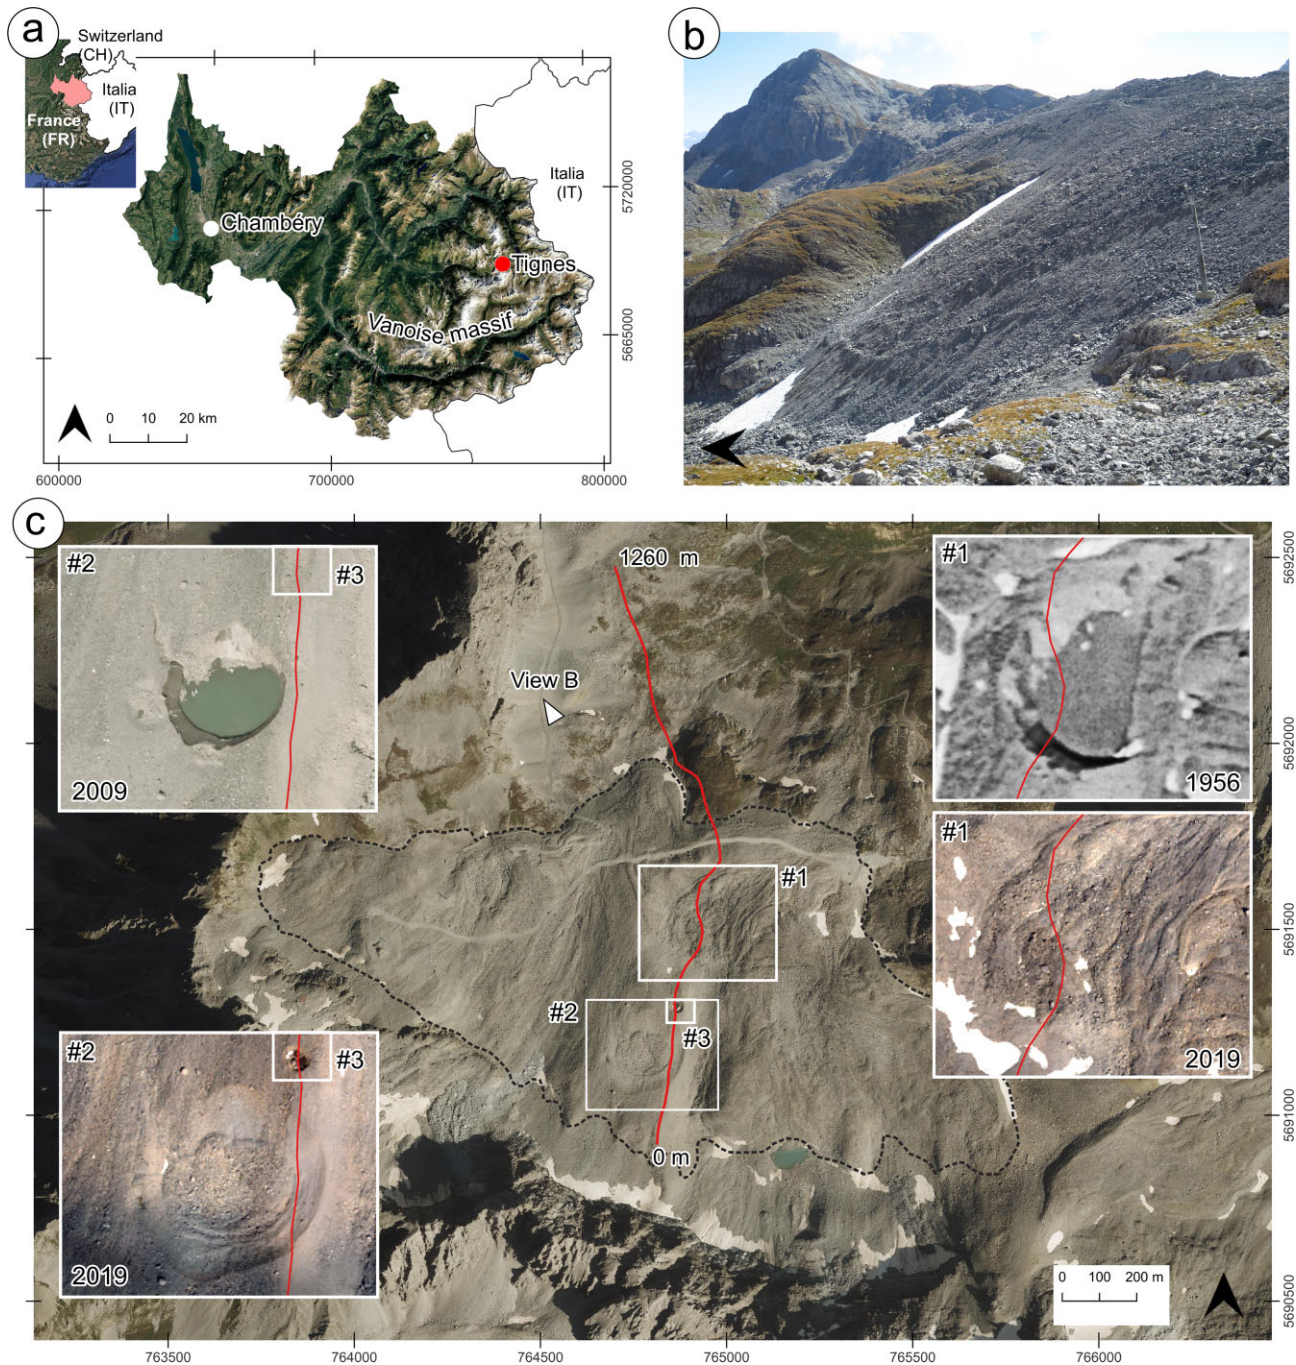 a
Switzerland
(CH)
Italia
(IT)
France
(FR)
Italia
(IT)
Chambéry
Tignes
Vanoise massif
5720000
5665000
0 10 20 km
600000 700000 800000
b
c
#2
#3
2009
1260 m
View B
#1
1956
#1
2019
#1
#2
#3
0 m
#2
#3
2019
0 100 200 m
5692500
5692000
5691500
5691000
5690500
763500 764000 764500 765000 765500 766000